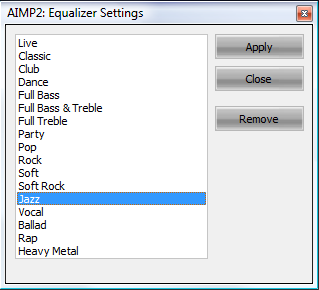 AIMP2: Equalizer Settings
Live
Classic
Club
Dance
Full Bass
Full Bass & Treble
Full Treble
Party
Pop
Rock
Soft
Soft Rock
Jazz
Vocal
Ballad
Rap
Heavy Metal
Apply
Close
Remove